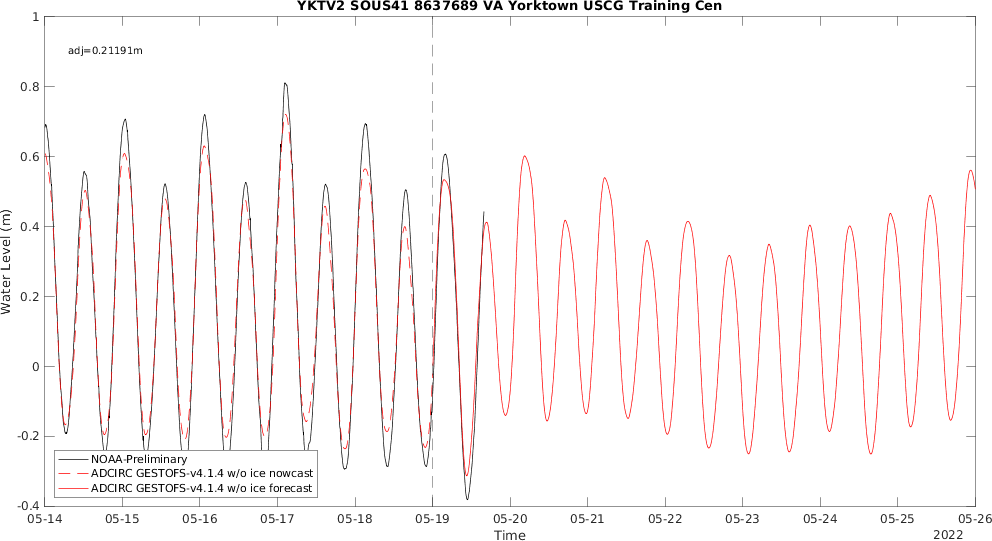 YKTV2 SOUS41 8637689 VA Yorktown USCG Training Cen
adj=0.21191m
Water Level (m)
1
0.8
0.6
0.4
0.2
0
-0.2
-0.4
NOAA-Preliminary
ADCIRC GESTOFS-v4.1.4 w/o ice nowcast
ADCIRC GESTOFS-v4.1.4 w/o ice forecast
05-14 05-15 05-16 05-17 05-18 05-19 05-20 05-21 05-22 05-23 05-24 05-25 05-26
Time
2022